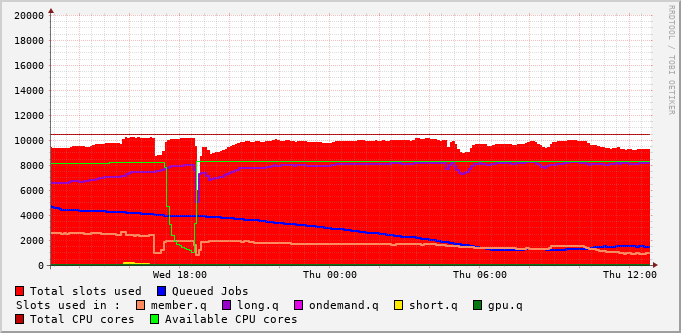 20000
18000
16000
14000
12000
10000
8000
6000
4000
2000
0
Wed 18:00 Thu 00:00 Thu 06:00 Thu 12:00
Total slots used Queued Jobs
Slots used in : member.q long.q ondemand.q short.q gpu.q
Total CPU cores Available CPU cores
RRDTOOL / TOBI OETIKER